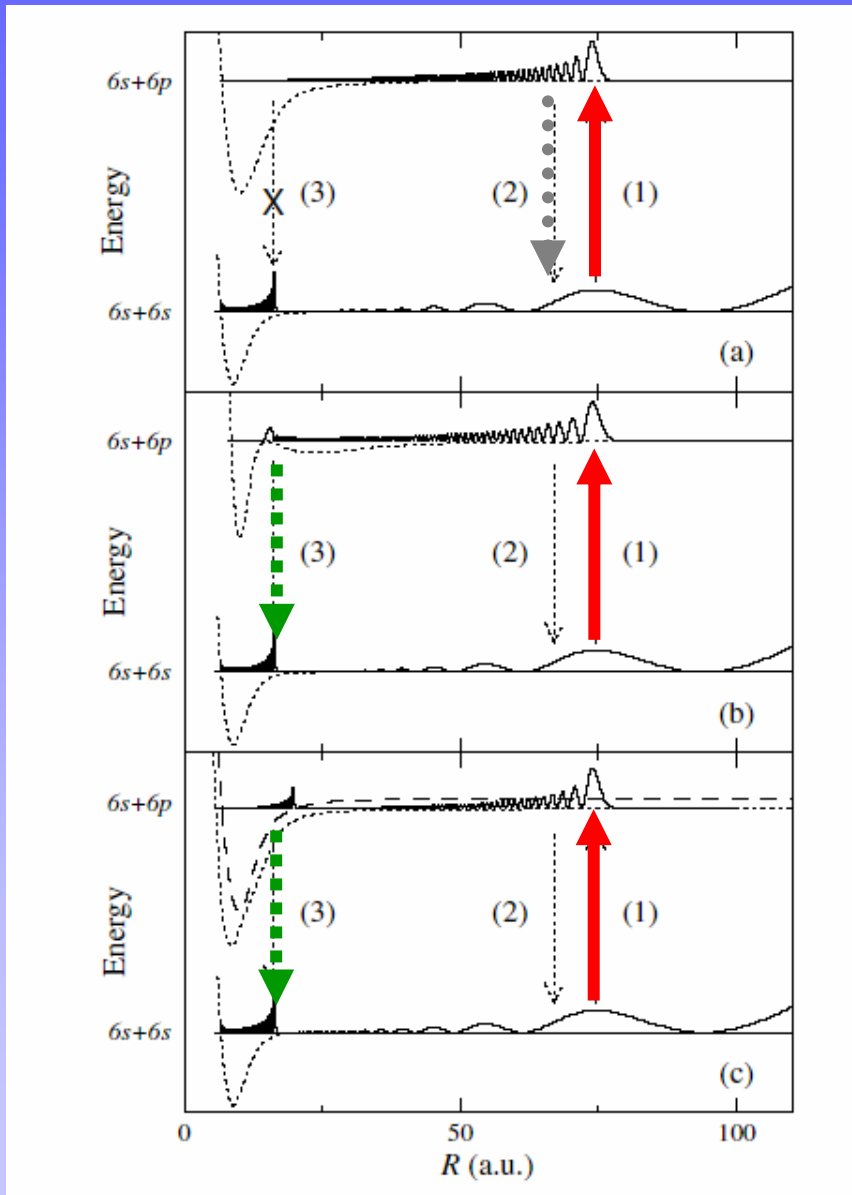 6s+6p
X (3) (2) (1)
Energy
6s+6s
(a)
6s+6p
(3) (2) (1)
Energy
6s+6s
(b)
6s+6p
(3) (2) (1)
Energy
6s+6s
(c)
0 50 100
R (a.u.)